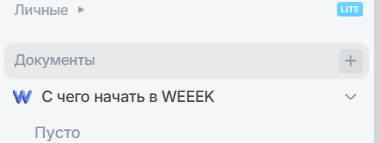 Личные
LITE
Документы
С чего начать в WEEEK
Пусто